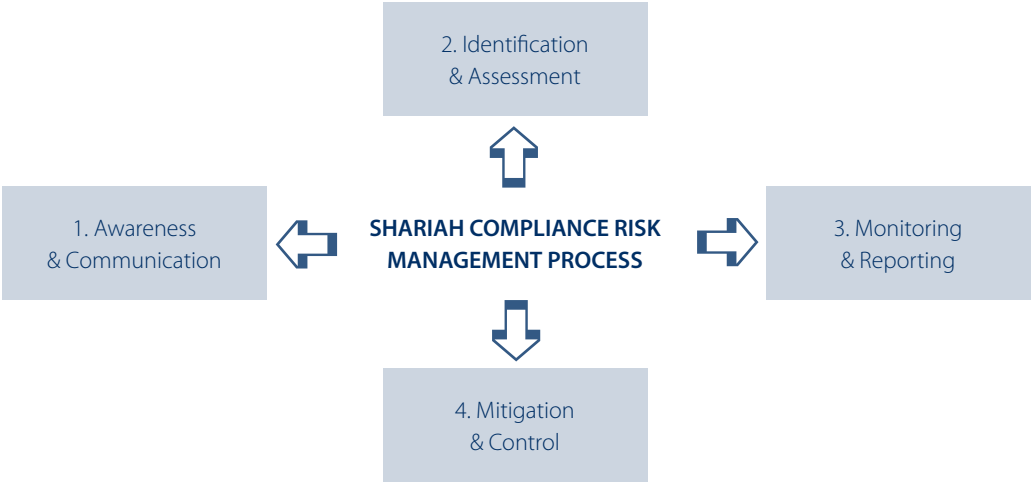 2. Identification
& Assessment
1. Awareness
& Communication
SHARIAH COMPLIANCE RISK
MANAGEMENT PROCESS
3. Monitoring
& Reporting
4. Mitigation
& Control